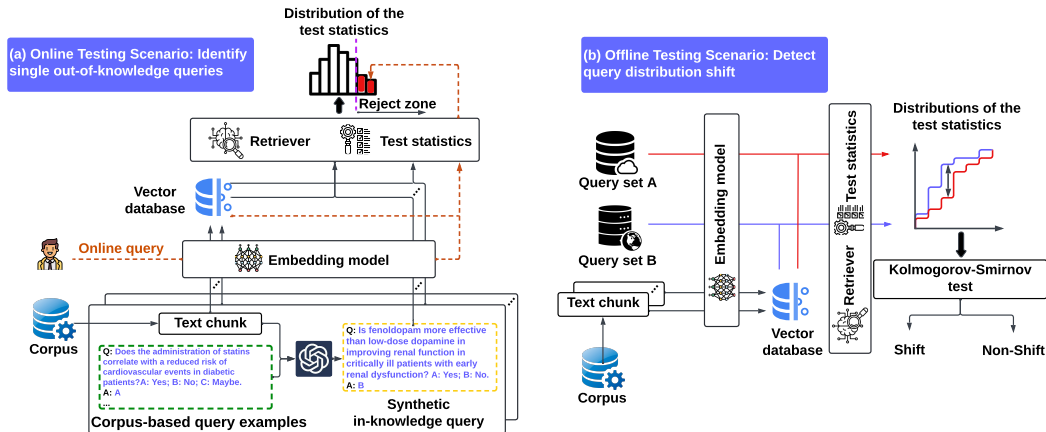 Distribution of the
test statistics
(a) Online Testing Scenario: Identify
single out-of-knowledge queries
Reject zone
Retriever
Test statistics
Vector
database
Online query
Embedding model
Text chunk
Corpus
Q: Does the administration of statins
correlate with a reduced risk of
cardiovascular events in diabetic
patients?A: Yes; B: No; C: Maybe.
A: A
...
Corpus-based query examples
Q: Is fenoldopam more effective
than low-dose dopamine in
improving renal function in
critically ill patients with early
renal dysfunction? A: Yes; B: No.
A: B
Synthetic
in-knowledge query
(b) Offline Testing Scenario: Detect
query distribution shift
Query set A
Query set B
Text chunk
Corpus
Embedding model
Vector
database
Test statistics
Retriever
Distributions of the
test statistics
Kolmogorov-Smirnov
test
Shift
Non-Shift